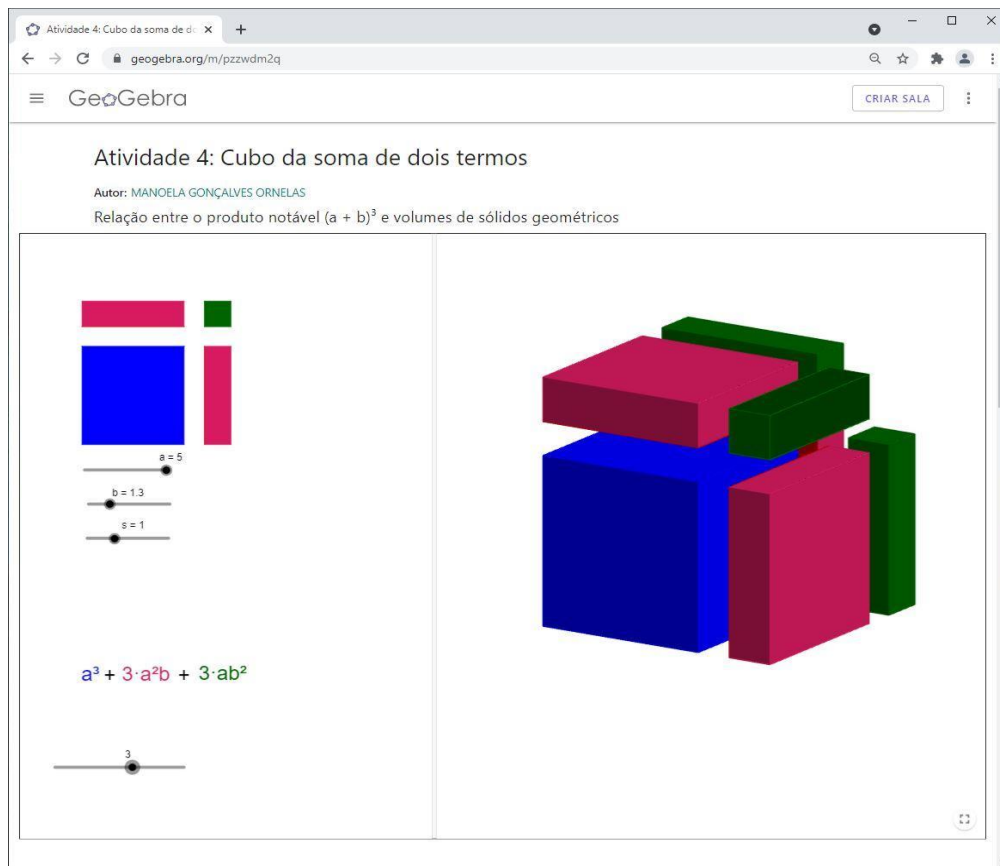 Atividade 4: Cubo da soma de do
geogebra.org/m/pzzwdm2q
GeoGebra
CRIAR SALA
Atividade 4: Cubo da soma de dois termos
Autor: MANOELA GONÇALVES ORNELAS
Relação entre o produto notável (a + b)³ e volumes de sólidos geométricos
a = 5
b = 1.3
s = 1
a³ + 3·a²b + 3·ab²
3